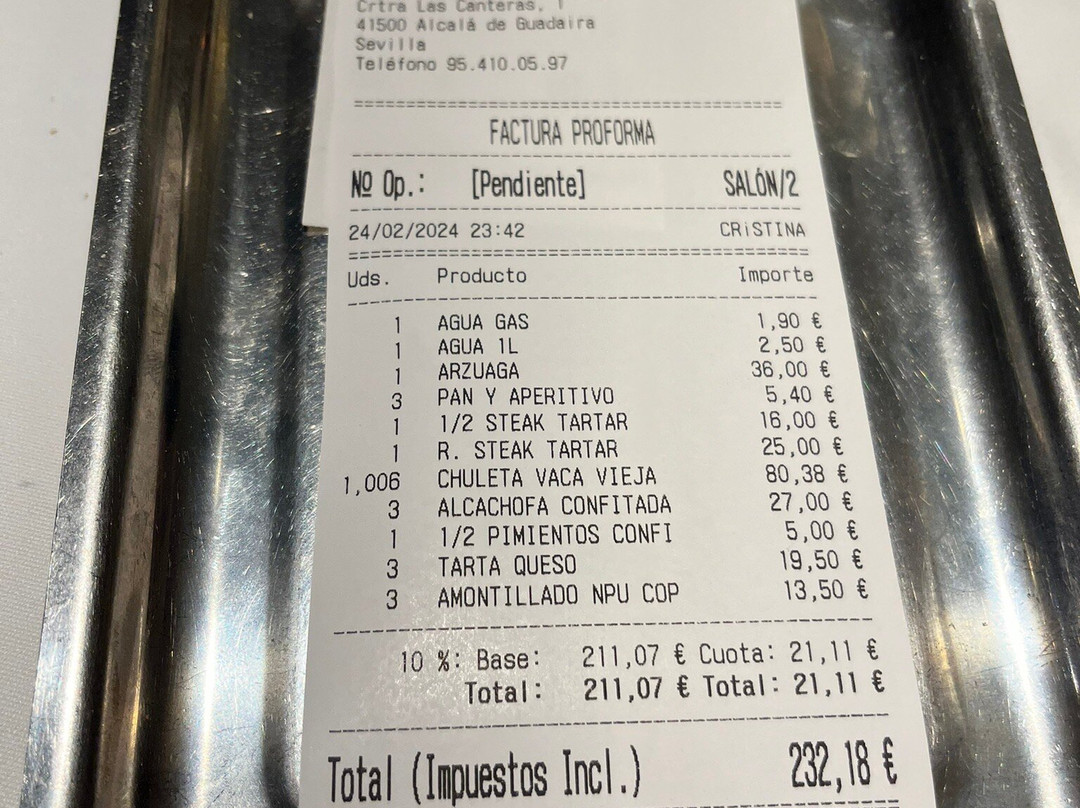 Crtra Las Canteras, 1
41500 Alcalá de Guadaira
Sevilla
Teléfono 95.410.05.97
FACTURA PROFORMA
Nº Op.: [Pendiente] SALÓN/2
24/02/2024 23:42 CRiSTINA
Uds. Producto Importe
1 AGUA GAS 1,90 €
1 AGUA 1L 2,50 €
1 ARZUAGA 36,00 €
3 PAN Y APERITIVO 5,40 €
1 1/2 STEAK TARTAR 16,00 €
1 R. STEAK TARTAR 25,00 €
1,006 CHULETA VACA VIEJA 80,38 €
3 ALCACHOFA CONFITADA 27,00 €
1 1/2 PIMIENTOS CONFI 5,00 €
3 TARTA QUESO 19,50 €
3 AMONTILLADO NPU COP 13,50 €
10 %: Base: 211,07 € Cuota: 21,11 €
Total: 211,07 € Total: 21,11 €
Total (Impuestos Incl.) 232,18 €